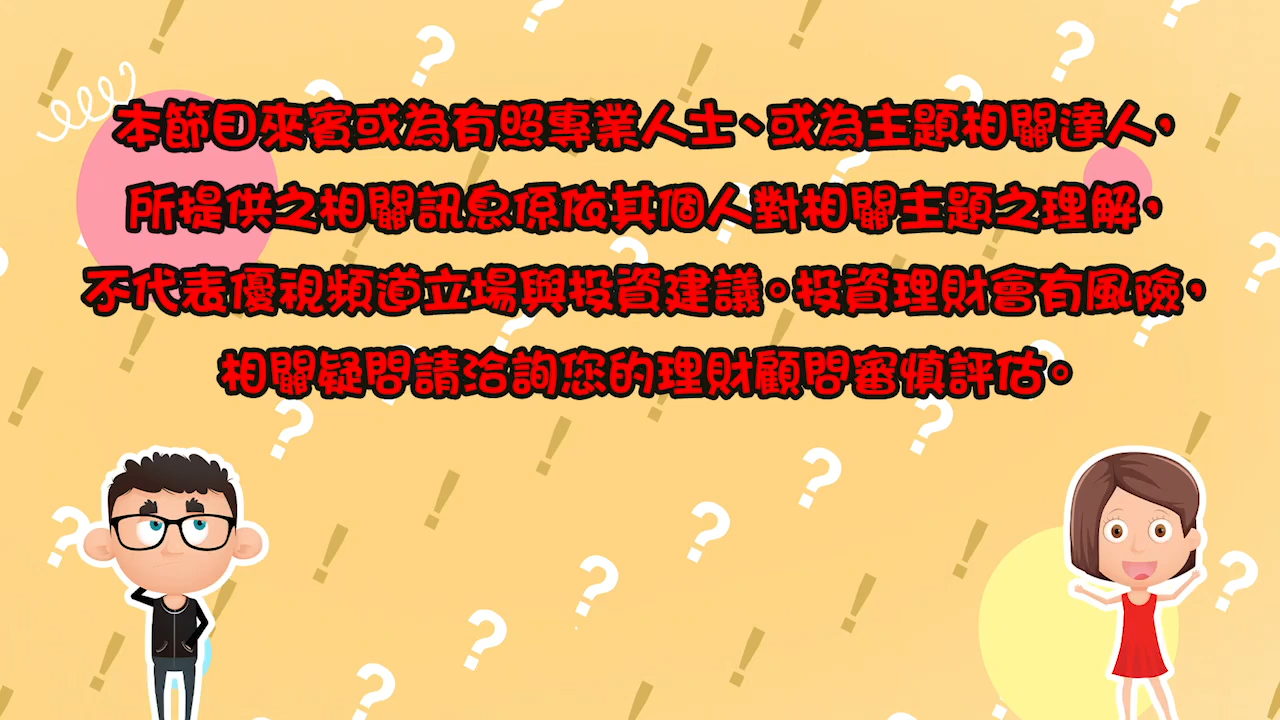 本節目來賓或為有照專業人士、或為主題相關達人，
所提供之相關訊息係依其個人對相關主題之理解，
不代表優視頻道立場與投資建議。投資理財會有風險，
相關疑問請洽詢您的理財顧問審慎評估。